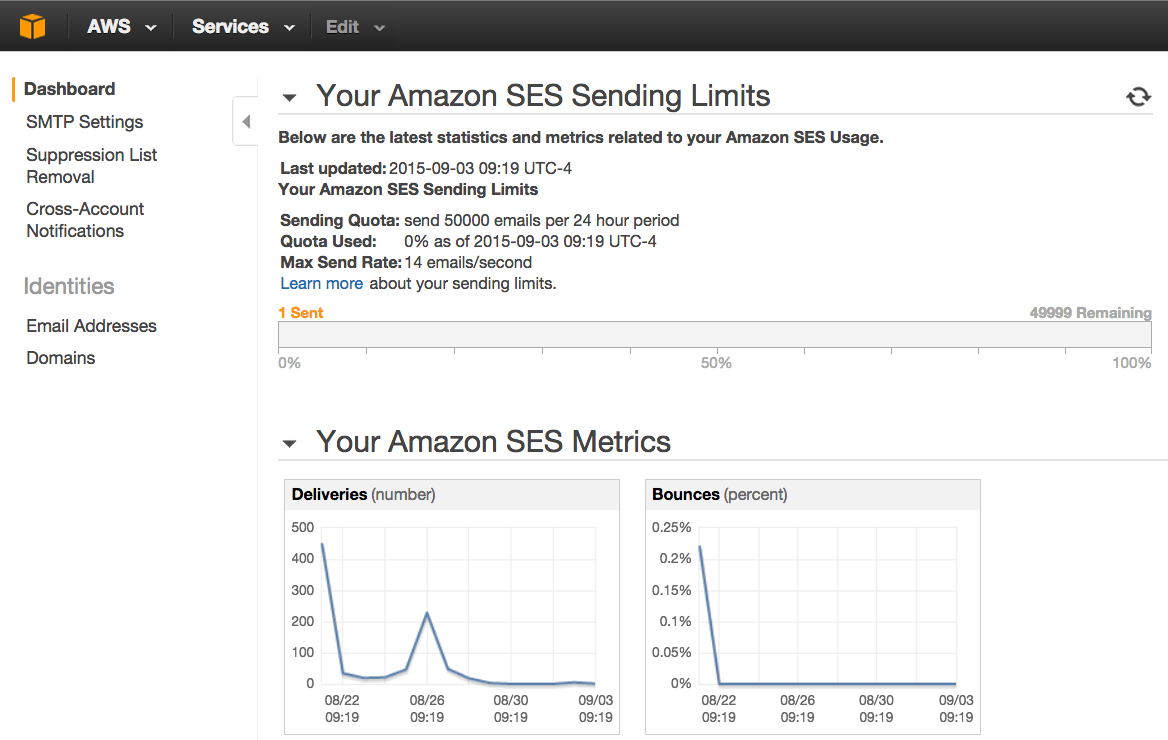 AWS Services Edit
Dashboard
SMTP Settings
Suppression List
Removal
Cross-Account
Notifications
Identities
Email Addresses
Domains
Your Amazon SES Sending Limits
Below are the latest statistics and metrics related to your Amazon SES Usage.
Last updated: 2015-09-03 09:19 UTC-4
Your Amazon SES Sending Limits
Sending Quota: send 50000 emails per 24 hour period
Quota Used: 0% as of 2015-09-03 09:19 UTC-4
Max Send Rate: 14 emails/second
Learn more about your sending limits.
1 Sent 49999 Remaining
0% 50% 100%
Your Amazon SES Metrics
Deliveries (number)
500
400
300
200
100
0
08/22 08/26 08/30 09/03
09:19 09:19 09:19 09:19
Bounces (percent)
0.25%
0.2%
0.15%
0.1%
0.05%
0%
08/22 08/26 08/30 09/03
09:19 09:19 09:19 09:19